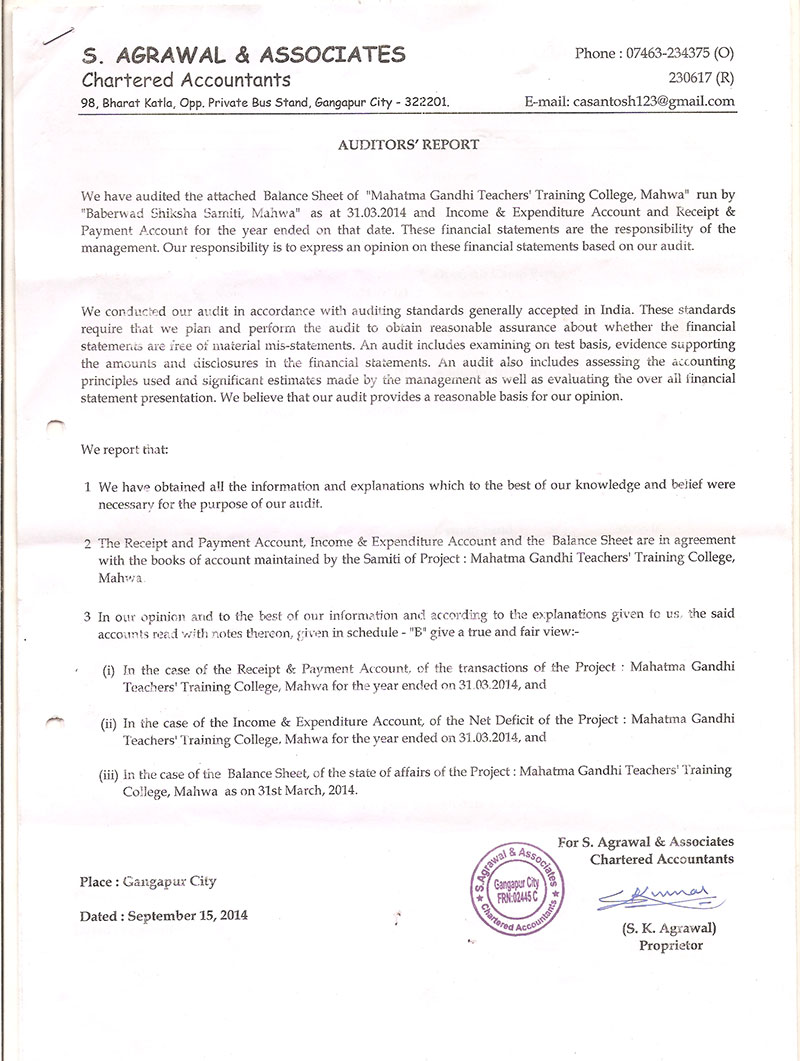 S. AGRAWAL & ASSOCIATES
Phone : 07463-234375 (O)
Chartered Accountants
230617 (R)
98, Bharat Katla, Opp. Private Bus Stand, Gangapur City - 322201.
E-mail: casantosh123@gmail.com
AUDITORS' REPORT
We have audited the attached Balance Sheet of "Mahatma Gandhi Teachers' Training College, Mahwa" run by
"Baberwad Shiksha Samiti, Mahwa" as at 31.03.2014 and Income & Expenditure Account and Receipt &
Payment Account for the year ended on that date. These financial statements are the responsibility of the
management. Our responsibility is to express an opinion on these financial statements based on our audit.
We conducted our audit in accordance with auditing standards generally accepted in India. These standards
require that we plan and perform the audit to obtain reasonable assurance about whether the financial
statements are free of material mis-statements. An audit includes examining on test basis, evidence supporting
the amounts and disclosures in the financial statements. An audit also includes assessing the accounting
principles used and significant estimates made by the management as well as evaluating the over all financial
statement presentation. We believe that our audit provides a reasonable basis for our opinion.
We report that:
1 We have obtained all the information and explanations which to the best of our knowledge and belief were
necessary for the purpose of our audit.
2 The Receipt and Payment Account, Income & Expenditure Account and the Balance Sheet are in agreement
with the books of account maintained by the Samiti of Project : Mahatma Gandhi Teachers' Training College,
Mahwa.
3 In our opinion and to the best of our information and according to the explanations given to us, the said
accounts read with notes thereon, given in schedule - "B" give a true and fair view:-
(i) In the case of the Receipt & Payment Account, of the transactions of the Project : Mahatma Gandhi
Teachers' Training College, Mahwa for the year ended on 31.03.2014, and
(ii) In the case of the Income & Expenditure Account, of the Net Deficit of the Project : Mahatma Gandhi
Teachers' Training College, Mahwa for the year ended on 31.03.2014, and
(iii) In the case of the Balance Sheet, of the state of affairs of the Project : Mahatma Gandhi Teachers' Training
College, Mahwa as on 31st March, 2014.
For S. Agrawal & Associates
Chartered Accountants
Place : Gangapur City
Dated : September 15, 2014
S.Agrawal & Associates
Gangapur City
FRN:02445 C
Chartered Accountants
(S. K. Agrawal)
Proprietor